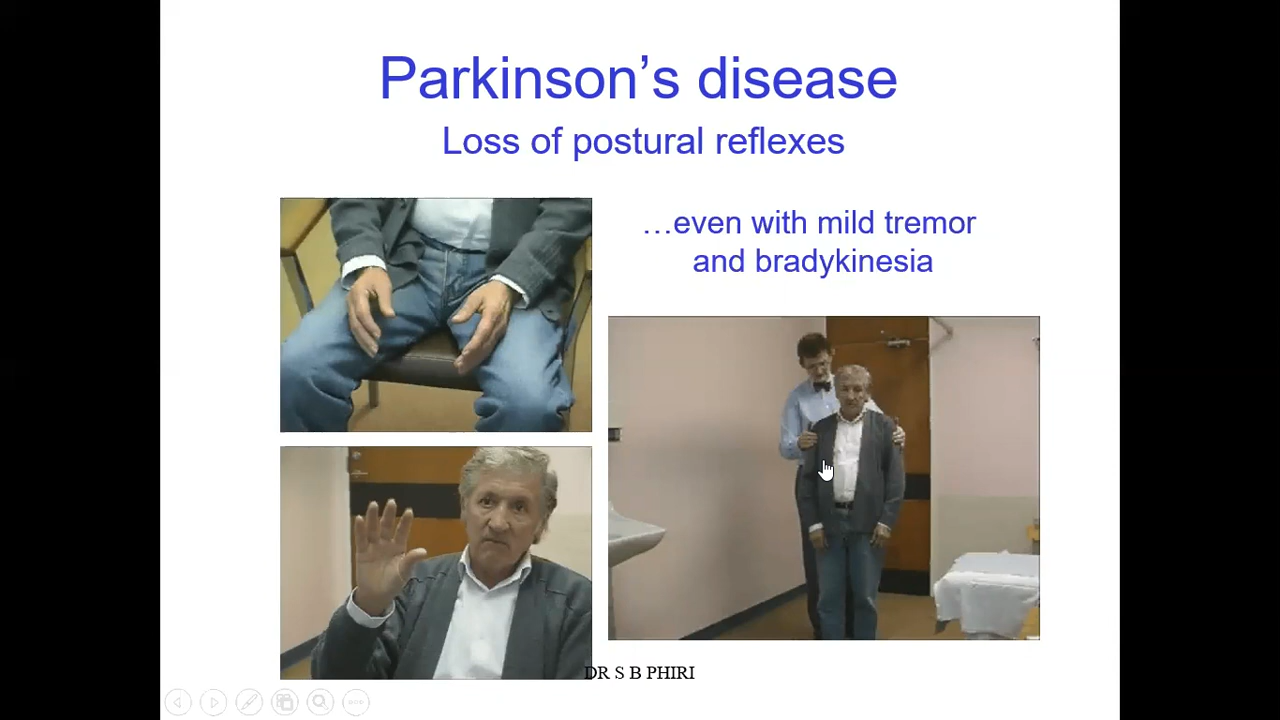 Parkinson’s disease
Loss of postural reflexes
…even with mild tremor
and bradykinesia
DR S B PHIRI